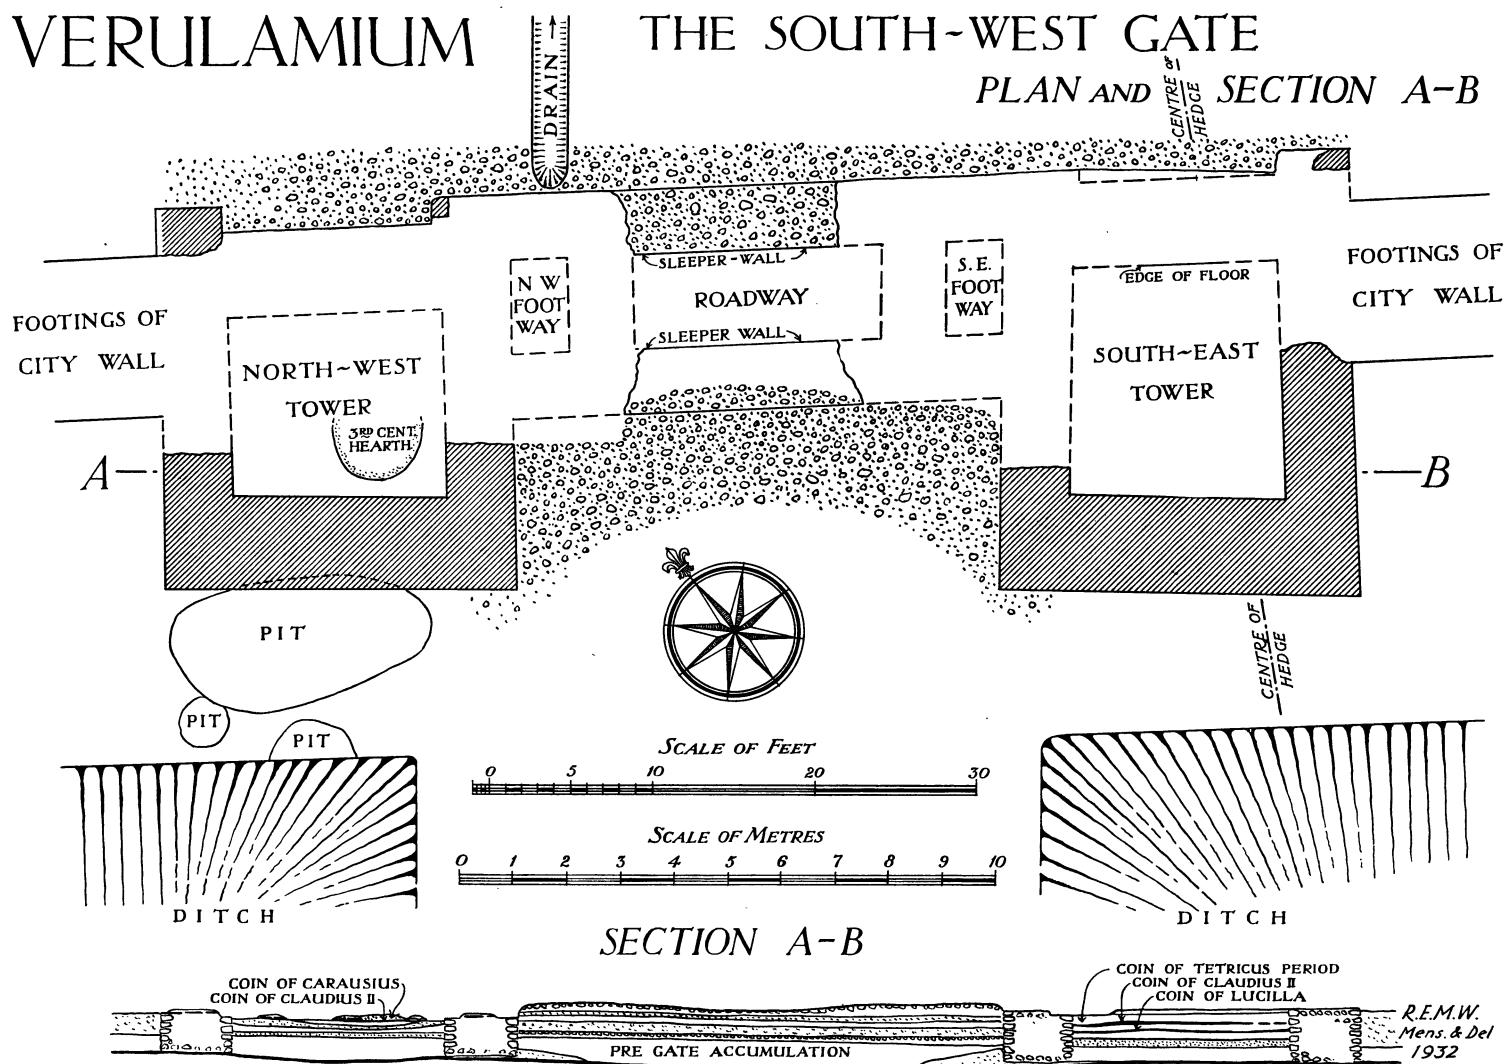 VERULAMIUM
THE SOUTH~WEST GATE
PLAN AND SECTION A-B
CENTRE OF
HEDGE
DRAIN
SLEEPER-WALL
N W
FOOT
WAY
ROADWAY
S.E.
FOOT
WAY
EDGE OF FLOOR
FOOTINGS OF
CITY WALL
FOOTINGS OF
CITY WALL
SLEEPER WALL
NORTH~WEST
TOWER
SOUTH~EAST
TOWER
3RD CENT.
HEARTH
A
B
PIT
PIT
PIT
CENTRE OF
HEDGE
SCALE OF FEET
0 5 10 20 30
SCALE OF METRES
0 1 2 3 4 5 6 7 8 9 10
DITCH
DITCH
SECTION A-B
COIN OF CARAUSIUS
COIN OF CLAUDIUS II
COIN OF TETRICUS PERIOD
COIN OF CLAUDIUS II
COIN OF LUCILLA
PRE GATE ACCUMULATION
R.E.M.W.
Mens. & Del
1932